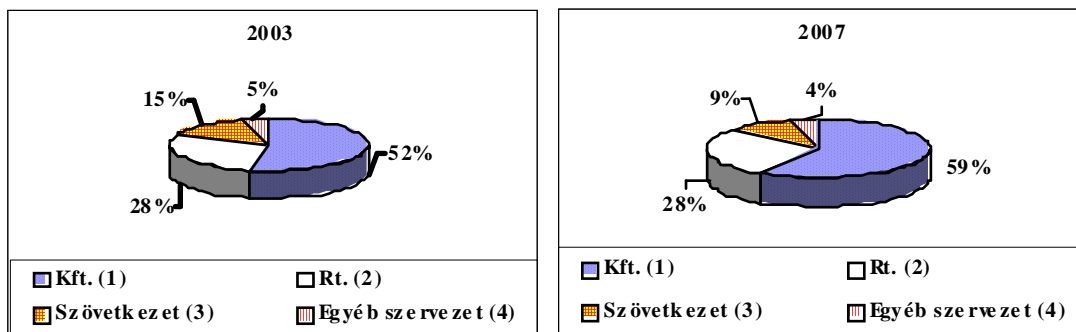 2003
5%
15%
52%
28%
Kft. (1)
Rt. (2)
Szövetkezet (3)
Egyéb szervezet (4)
2007
4%
9%
59%
28%
Kft. (1)
Rt. (2)
Szövetkezet (3)
Egyéb szervezet (4)